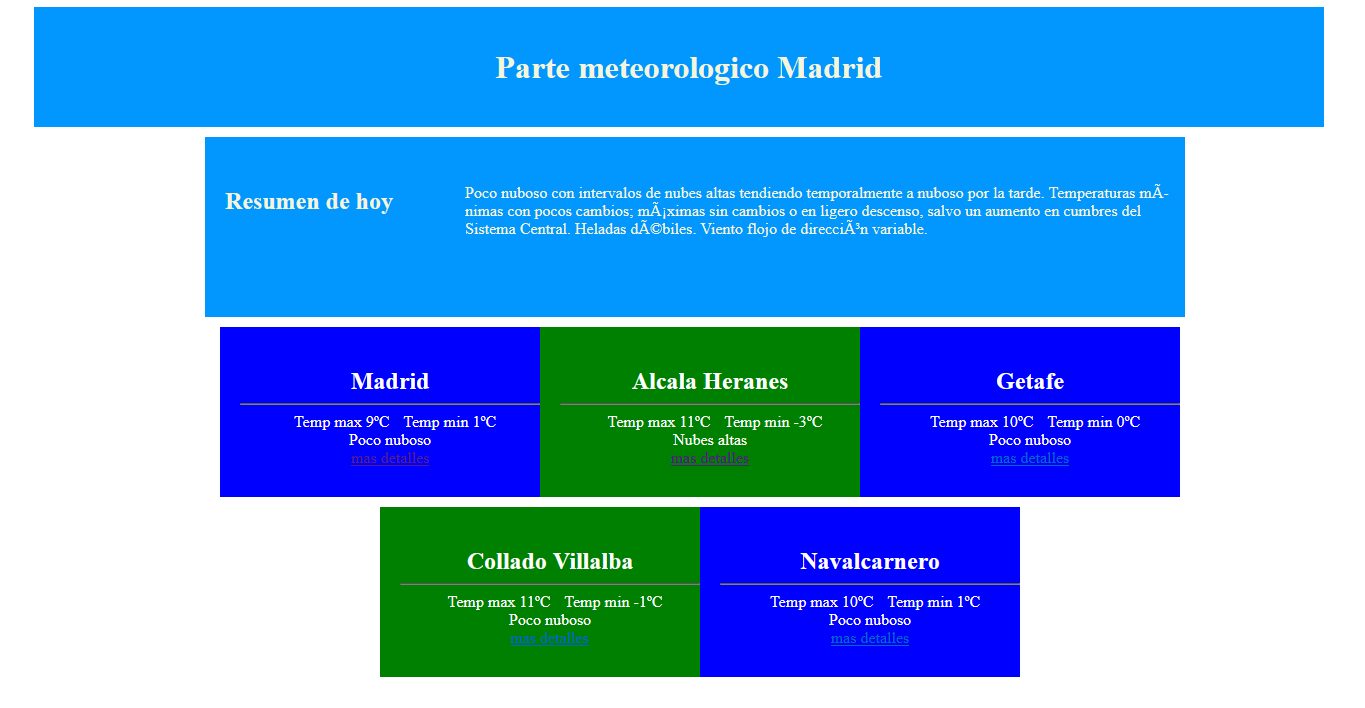 Parte meteorologico Madrid
Resumen de hoy
Poco nuboso con intervalos de nubes altas tendiendo temporalmente a nuboso por la tarde. Temperaturas mÃ-
nimas con pocos cambios; mÃ¡ximas sin cambios o en ligero descenso, salvo un aumento en cumbres del
Sistema Central. Heladas dÃ©biles. Viento flojo de direcciÃ³n variable.
Madrid
Temp max 9ºC Temp min 1ºC
Poco nuboso
mas detalles
Alcala Heranes
Temp max 11ºC Temp min -3ºC
Nubes altas
mas detalles
Getafe
Temp max 10ºC Temp min 0ºC
Poco nuboso
mas detalles
Collado Villalba
Temp max 11ºC Temp min -1ºC
Poco nuboso
mas detalles
Navalcarnero
Temp max 10ºC Temp min 1ºC
Poco nuboso
mas detalles